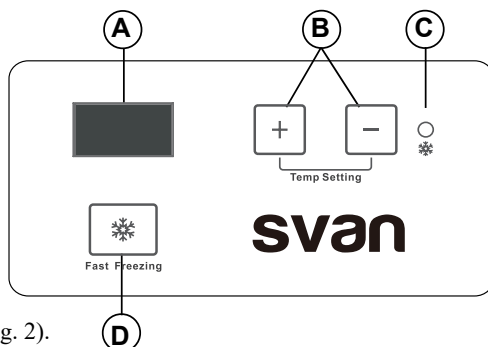 A B C
+ −
Temp Setting
Fast Freezing
svan
g. 2). D